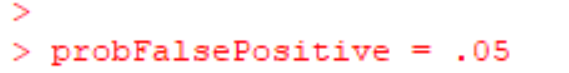 >
> probFalsePositive = .05